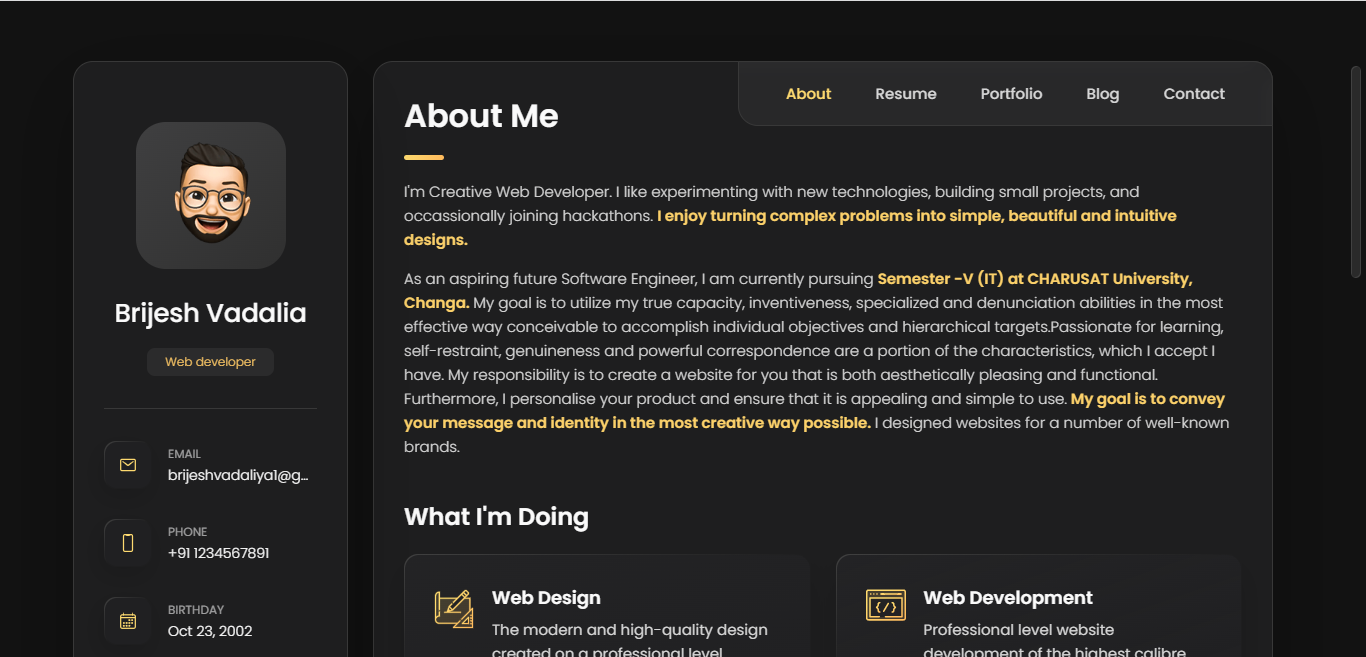 Brijesh Vadalia
Web developer
EMAIL
brijeshvadaliya1@g...
PHONE
+91 1234567891
BIRTHDAY
Oct 23, 2002
About
Resume
Portfolio
Blog
Contact
About Me
I'm Creative Web Developer. I like experimenting with new technologies, building small projects, and
occassionally joining hackathons. I enjoy turning complex problems into simple, beautiful and intuitive
designs.
As an aspiring future Software Engineer, I am currently pursuing Semester -V (IT) at CHARUSAT University,
Changa. My goal is to utilize my true capacity, inventiveness, specialized and denunciation abilities in the most
effective way conceivable to accomplish individual objectives and hierarchical targets.Passionate for learning,
self-restraint, genuineness and powerful correspondence are a portion of the characteristics, which I accept I
have. My responsibility is to create a website for you that is both aesthetically pleasing and functional.
Furthermore, I personalise your product and ensure that it is appealing and simple to use. My goal is to convey
your message and identity in the most creative way possible. I designed websites for a number of well-known
brands.
What I'm Doing
Web Design
The modern and high-quality design
created on a professional level.
Web Development
Professional level website
development of the highest calibre